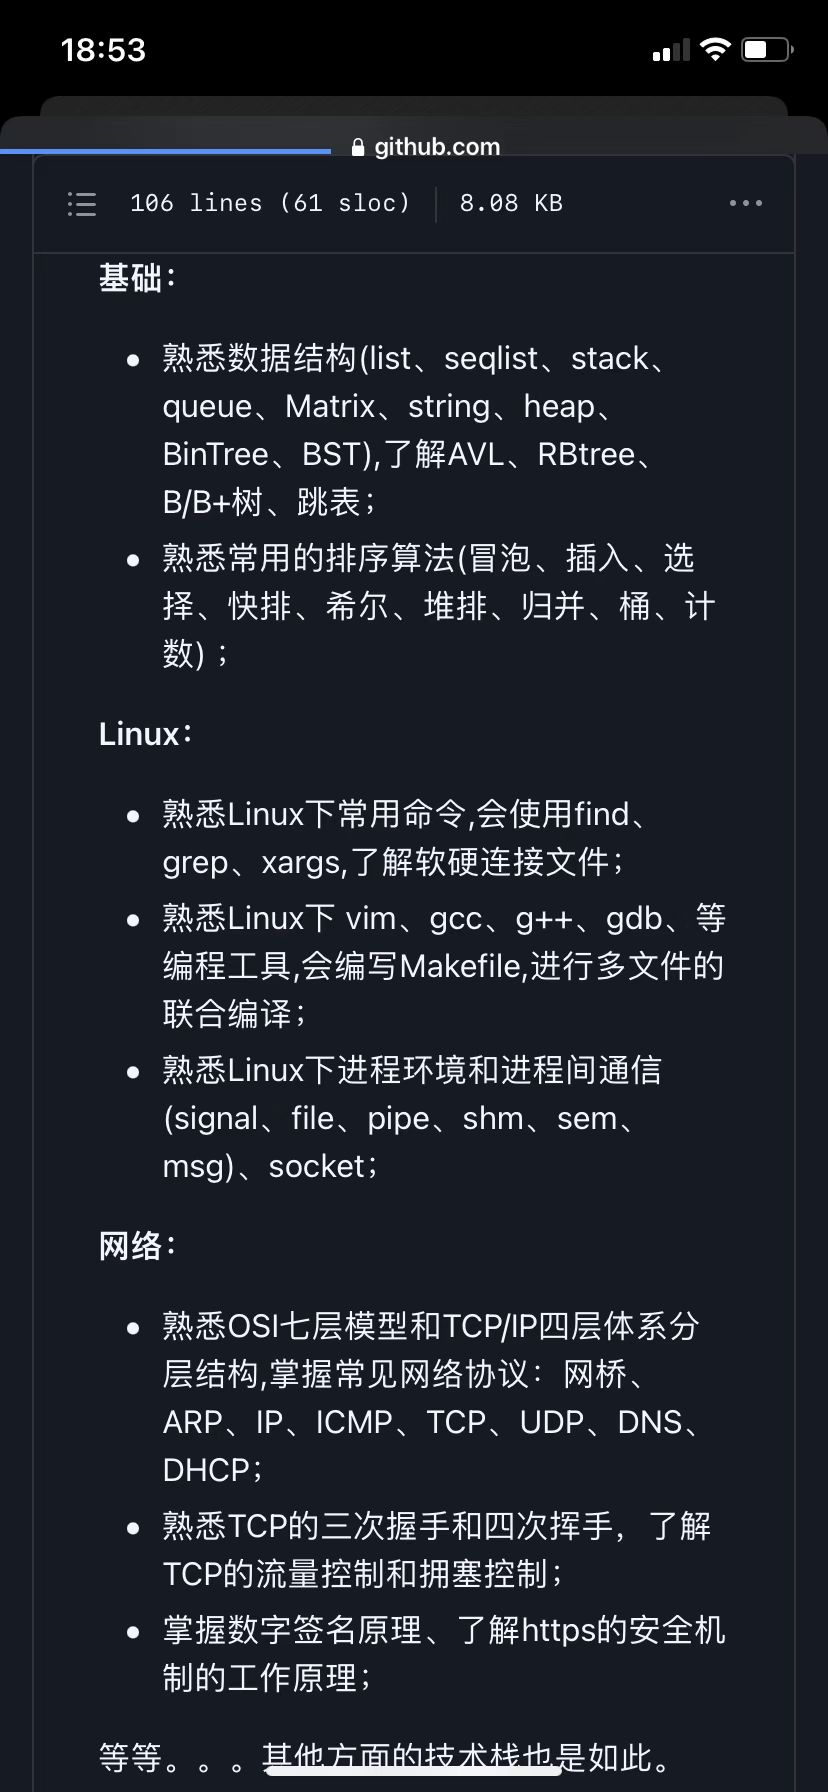 18:53
github.com
106 lines (61 sloc) 8.08 KB
基础：
熟悉数据结构(list、seqlist、stack、
queue、Matrix、string、heap、
BinTree、BST),了解AVL、RBtree、
B/B+树、跳表；
熟悉常用的排序算法(冒泡、插入、选
择、快排、希尔、堆排、归并、桶、计
数)；
Linux：
熟悉Linux下常用命令,会使用find、
grep、xargs,了解软硬连接文件；
熟悉Linux下 vim、gcc、g++、gdb、等
编程工具,会编写Makefile,进行多文件的
联合编译；
熟悉Linux下进程环境和进程间通信
(signal、file、pipe、shm、sem、
msg)、socket；
网络：
熟悉OSI七层模型和TCP/IP四层体系分
层结构,掌握常见网络协议：网桥、
ARP、IP、ICMP、TCP、UDP、DNS、
DHCP；
熟悉TCP的三次握手和四次挥手，了解
TCP的流量控制和拥塞控制；
掌握数字签名原理、了解https的安全机
制的工作原理；
等等。。。其他方面的技术栈也是如此。